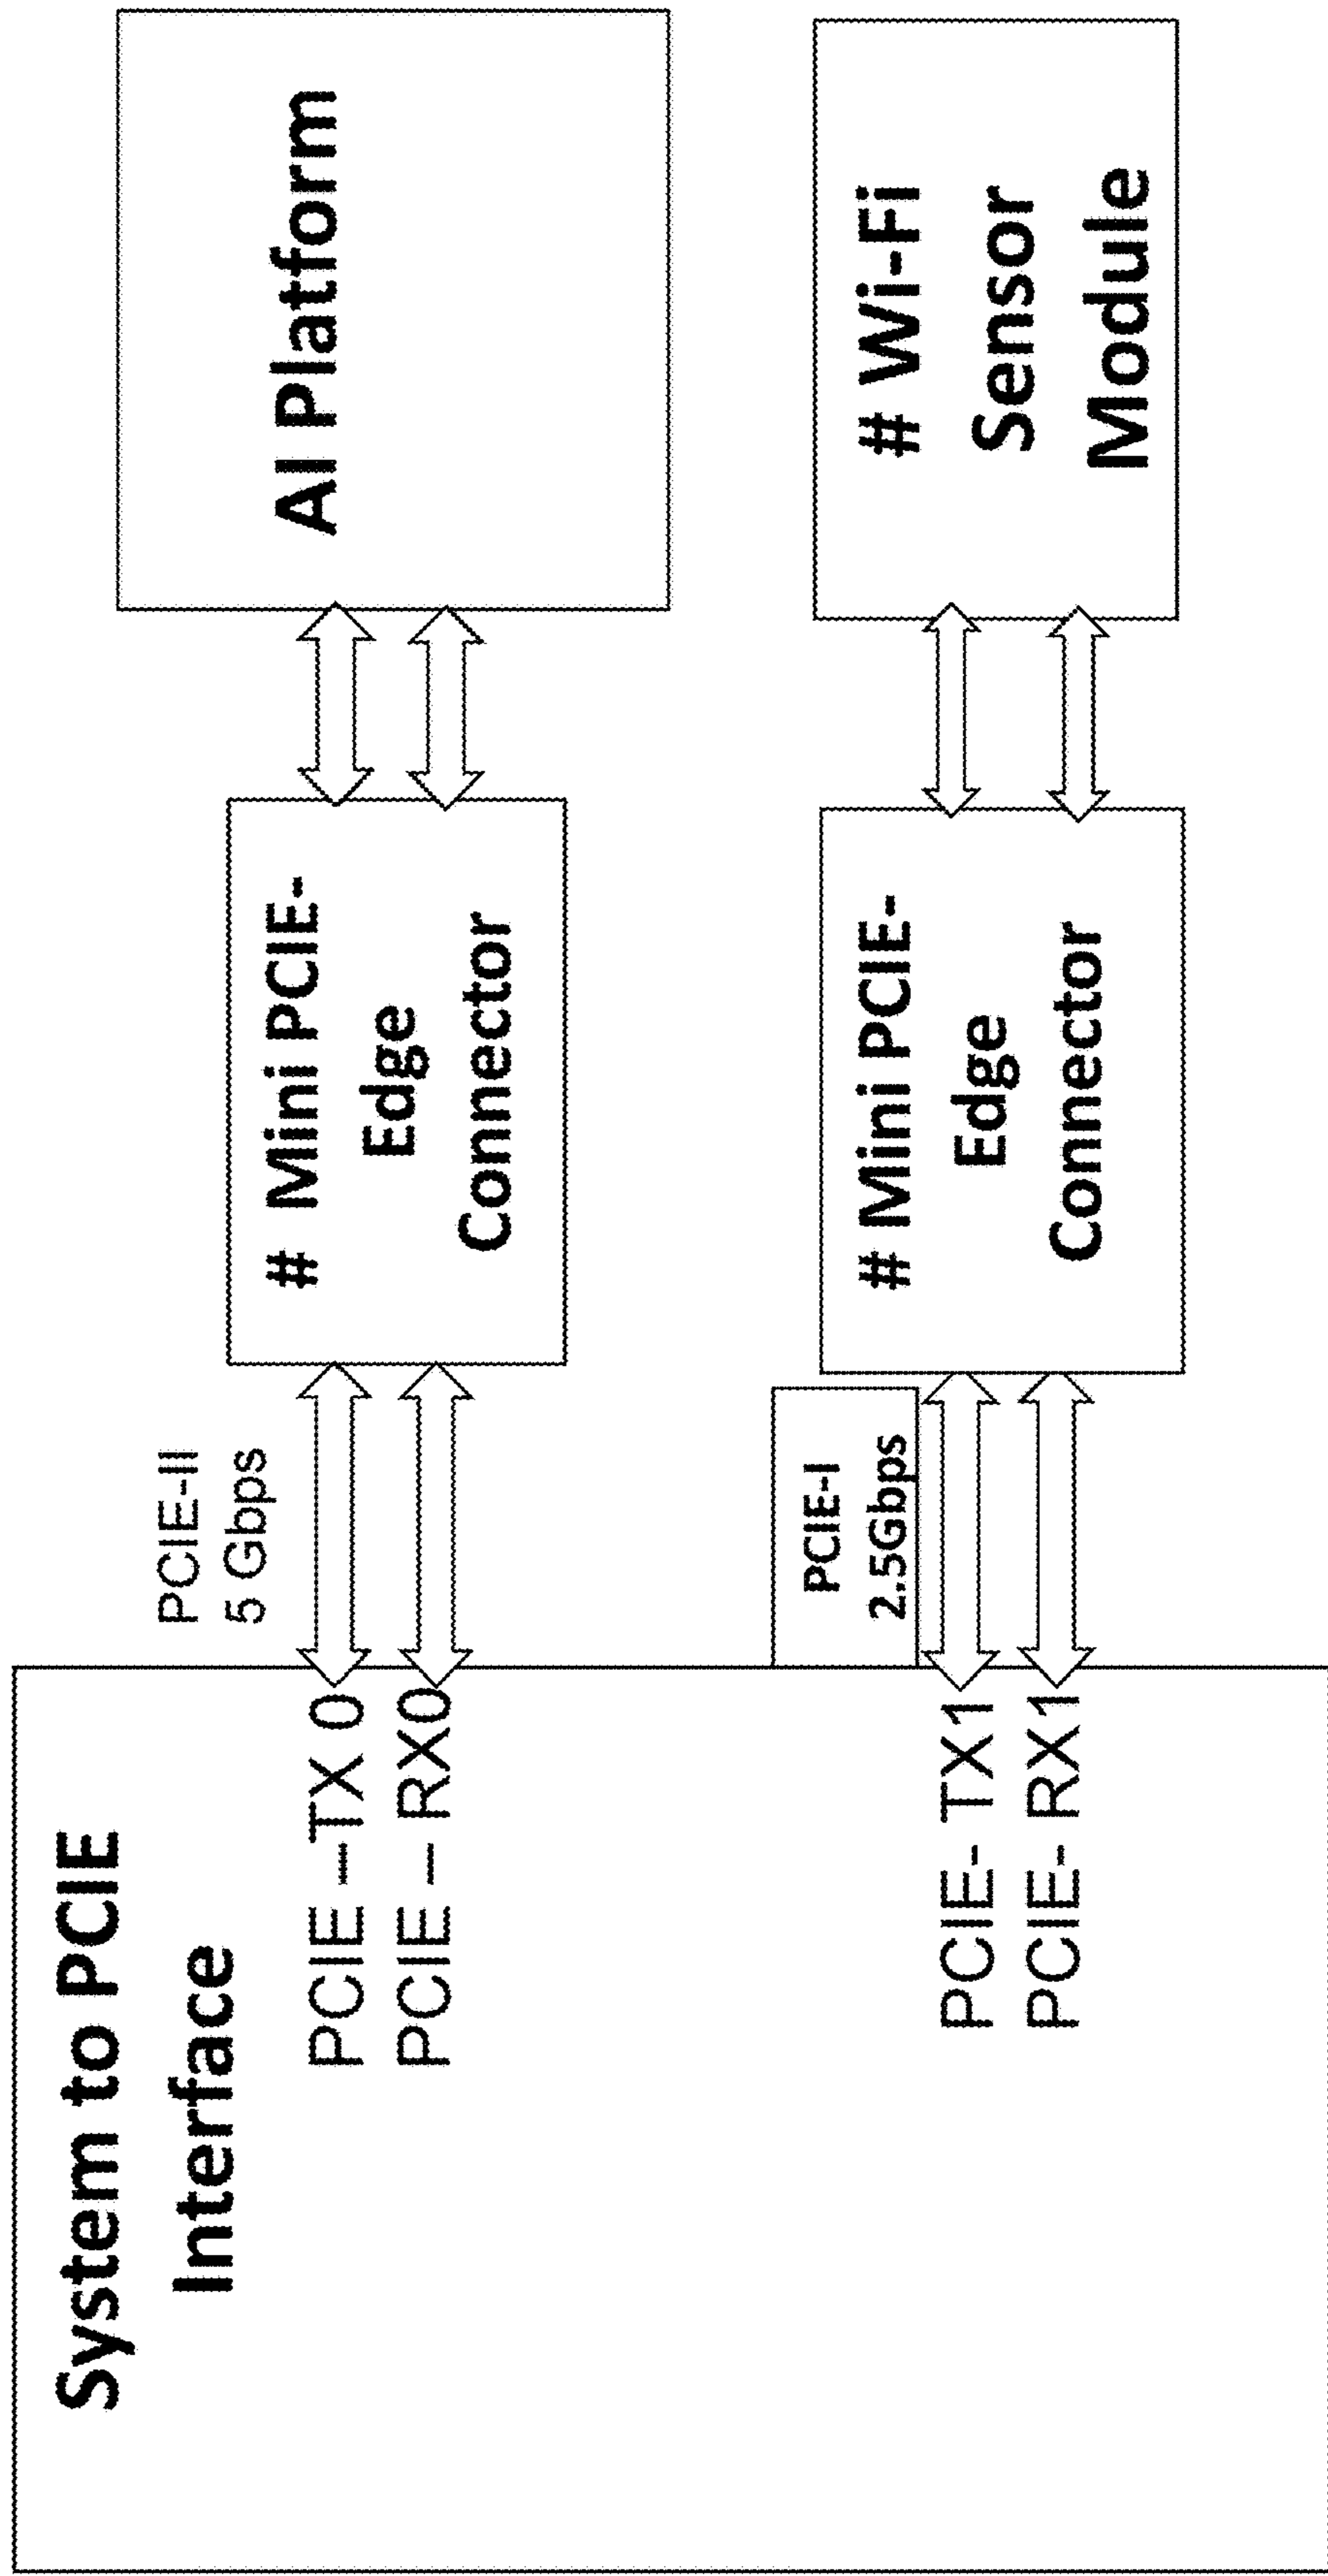 System to PCIE
Interface
PCIE –TX 0
PCIE – RX0
PCIE- TX1
PCIE- RX1
PCIE-II
5 Gbps
PCIE-I
2.5Gbps
# Mini PCIE-
Edge
Connector
# Mini PCIE-
Edge
Connector
AI Platform
# Wi-Fi
Sensor
Module